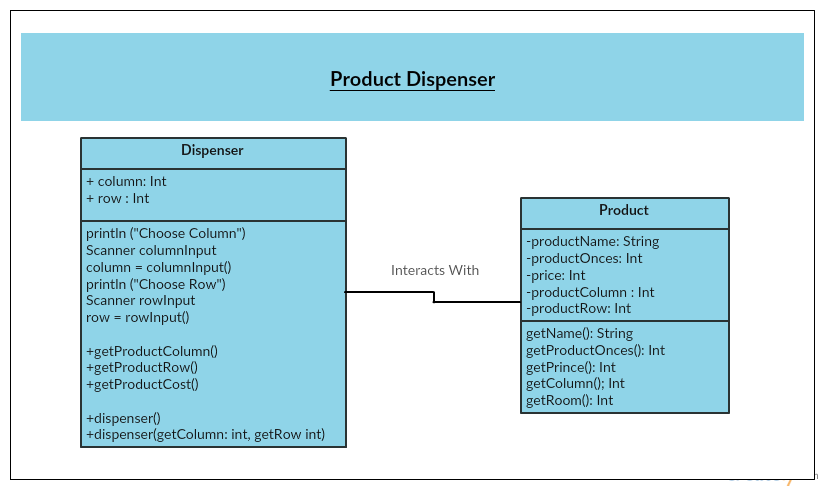 Product Dispenser
Dispenser
+ column: Int
+ row : Int
println ("Choose Column")
Scanner columnInput
column = columnInput()
println ("Choose Row")
Scanner rowInput
row = rowInput()
+getProductColumn()
+getProductRow()
+getProductCost()
+dispenser()
+dispenser(getColumn: int, getRow int)
Interacts With
Product
-productName: String
-productOnces: Int
-price: Int
-productColumn : Int
-productRow: Int
getName(): String
getProductOnces(): Int
getPrince(): Int
getColumn(); Int
getRoom(): Int